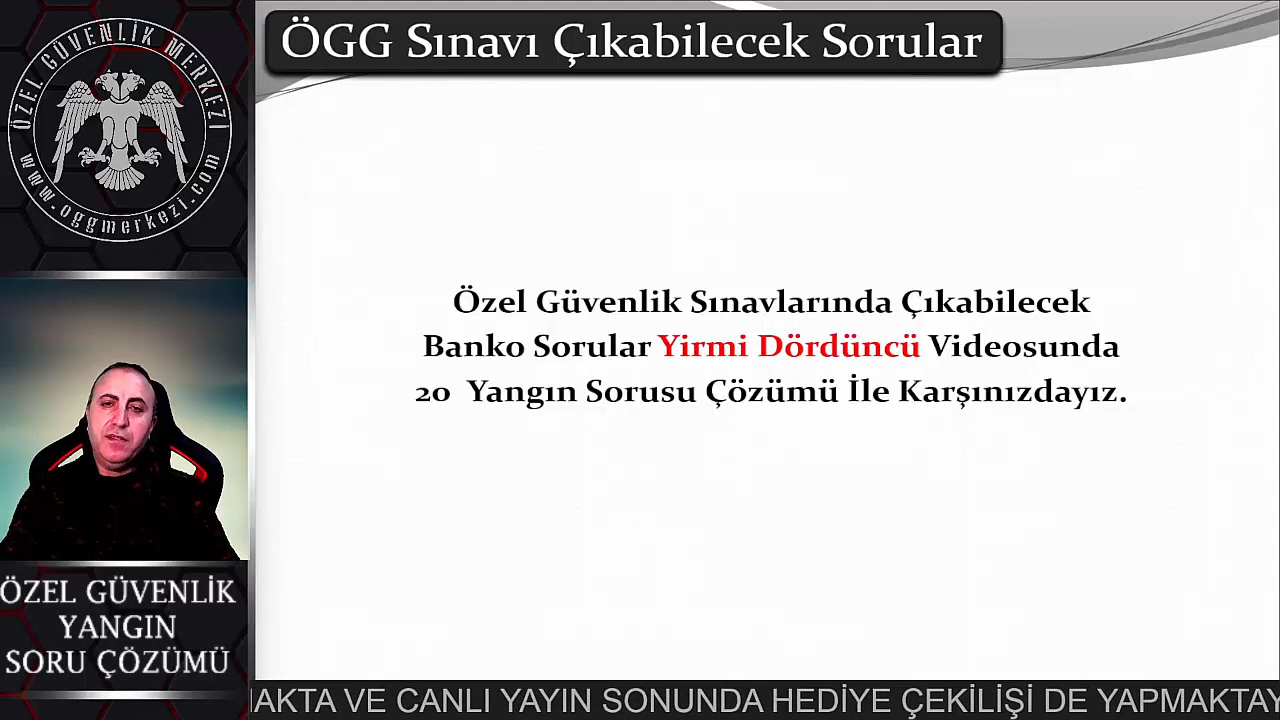 ÖGG Sınavı Çıkabilecek Sorular
ÖZEL GÜVENLİK MERKEZİ
www.oggmerkezi.com
Özel Güvenlik Sınavlarında Çıkabilecek
Banko Sorular Yirmi Dördüncü Videosunda
20 Yangın Sorusu Çözümü İle Karşınızdayız.
ÖZEL GÜVENLİK
YANGIN
SORU ÇÖZÜMÜ
MAKTA VE CANLI YAYIN SONUNDA HEDİYE ÇEKİLİŞİ DE YAPMAKTAY